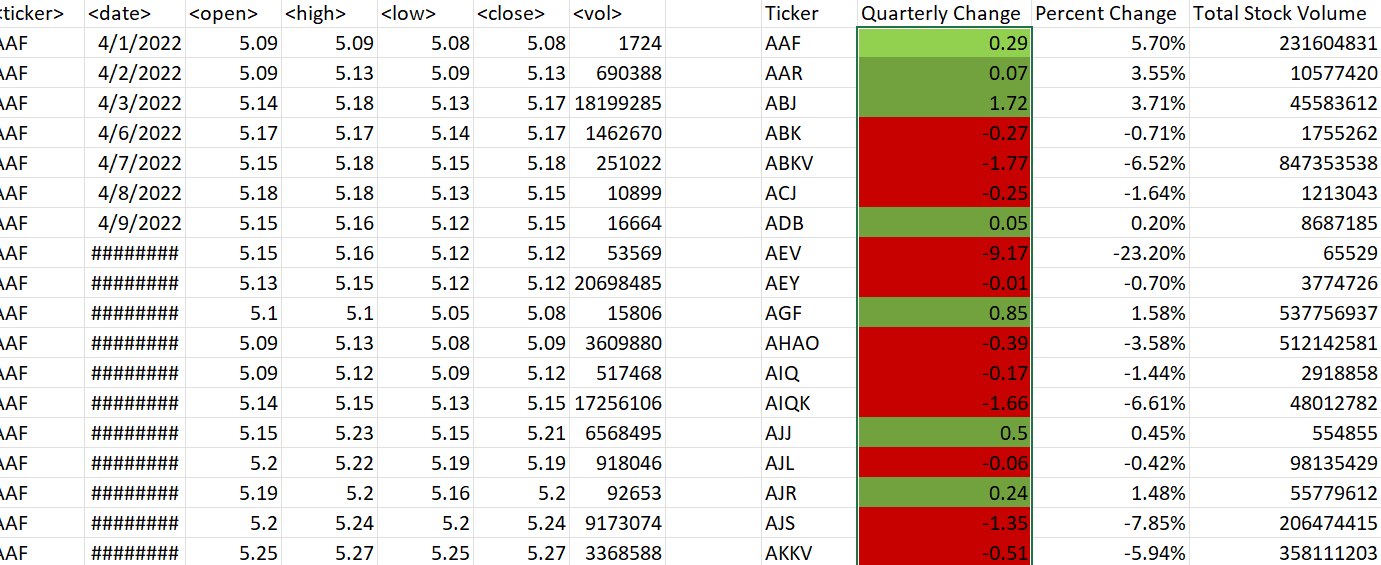 <ticker> <date> <open> <high> <low> <close> <vol> Ticker Quarterly Change Percent Change Total Stock Volume
AAF 4/1/2022 5.09 5.09 5.08 5.08 1724 AAF 0.29 5.70% 231604831
AAF 4/2/2022 5.09 5.13 5.09 5.13 690388 AAR 0.07 3.55% 10577420
AAF 4/3/2022 5.14 5.18 5.13 5.17 18199285 ABJ 1.72 3.71% 45583612
AAF 4/6/2022 5.17 5.17 5.14 5.17 1462670 ABK -0.27 -0.71% 1755262
AAF 4/7/2022 5.15 5.18 5.15 5.18 251022 ABKV -1.77 -6.52% 847353538
AAF 4/8/2022 5.18 5.18 5.13 5.15 10899 ACJ -0.25 -1.64% 1213043
AAF 4/9/2022 5.15 5.16 5.12 5.15 16664 ADB 0.05 0.20% 8687185
AAF ######## 5.15 5.16 5.12 5.12 53569 AEV -9.17 -23.20% 65529
AAF ######## 5.13 5.15 5.12 5.12 20698485 AEY -0.01 -0.70% 3774726
AAF ######## 5.1 5.1 5.05 5.08 15806 AGF 0.85 1.58% 537756937
AAF ######## 5.09 5.13 5.08 5.09 3609880 AHAO -0.39 -3.58% 512142581
AAF ######## 5.09 5.12 5.09 5.12 517468 AIQ -0.17 -1.44% 2918858
AAF ######## 5.14 5.15 5.13 5.15 17256106 AIQK -1.66 -6.61% 48012782
AAF ######## 5.15 5.23 5.15 5.21 6568495 AJJ 0.5 0.45% 554855
AAF ######## 5.2 5.22 5.19 5.19 918046 AJL -0.06 -0.42% 98135429
AAF ######## 5.19 5.2 5.16 5.2 92653 AJR 0.24 1.48% 55779612
AAF ######## 5.2 5.24 5.2 5.24 9173074 AJS -1.35 -7.85% 206474415
AAF ######## 5.25 5.27 5.25 5.27 3368588 AKKV -0.51 -5.94% 358111203